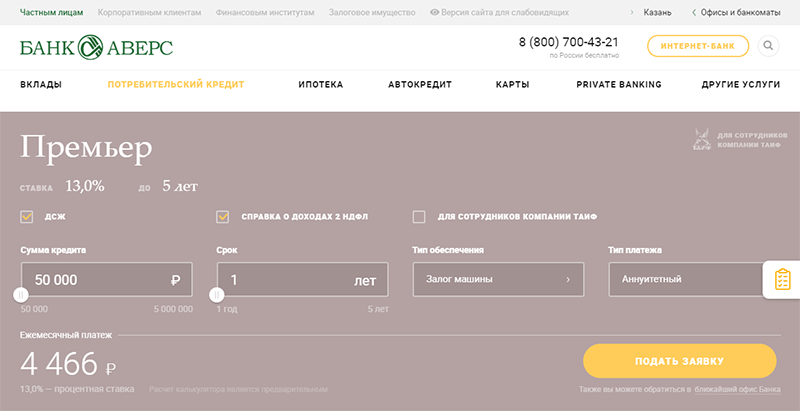 Частным лицам Корпоративным клиентам Финансовым институтам Залоговое имущество Версия сайта для слабовидящих Казань Офисы и банкоматы
БАНК АВЕРС 8 (800) 700-43-21 ИНТЕРНЕТ-БАНК
по России бесплатно
ВКЛАДЫ ПОТРЕБИТЕЛЬСКИЙ КРЕДИТ ИПОТЕКА АВТОКРЕДИТ КАРТЫ PRIVATE BANKING ДРУГИЕ УСЛУГИ
Премьер
ДЛЯ СОТРУДНИКОВ
КОМПАНИИ ТАИФ
СТАВКА 13,0% ДО 5 лет
ДСЖ СПРАВКА О ДОХОДАХ 2 НДФЛ ДЛЯ СОТРУДНИКОВ КОМПАНИИ ТАИФ
Сумма кредита Срок Тип обеспечения Тип платежа
50 000 ₽ 1 лет Залог машины Аннуитетный
50 000 5 000 000 1 год 5 лет
Ежемесячный платеж
4 466 ₽ ПОДАТЬ ЗАЯВКУ
13,0% — процентная ставка Расчет калькулятора является предварительным Также вы можете обратиться в ближайший офис Банка